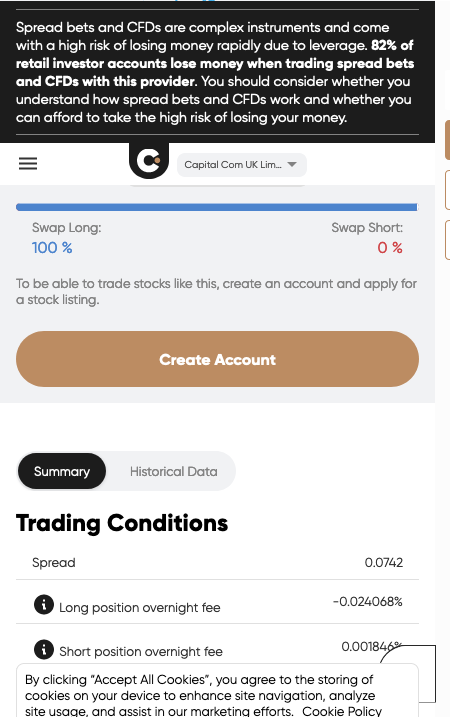 Spread bets and CFDs are complex instruments and come
with a high risk of losing money rapidly due to leverage. 82% of
retail investor accounts lose money when trading spread bets
and CFDs with this provider. You should consider whether you
understand how spread bets and CFDs work and whether you
can afford to take the high risk of losing your money.
Capital Com UK Lim...
Swap Long: Swap Short:
100 % 0 %
To be able to trade stocks like this, create an account and apply for
a stock listing.
Create Account
Summary Historical Data
Trading Conditions
Spread 0.0742
Long position overnight fee -0.024068%
Short position overnight fee 0.001846%
By clicking “Accept All Cookies”, you agree to the storing of
cookies on your device to enhance site navigation, analyze
site usage, and assist in our marketing efforts. Cookie Policy